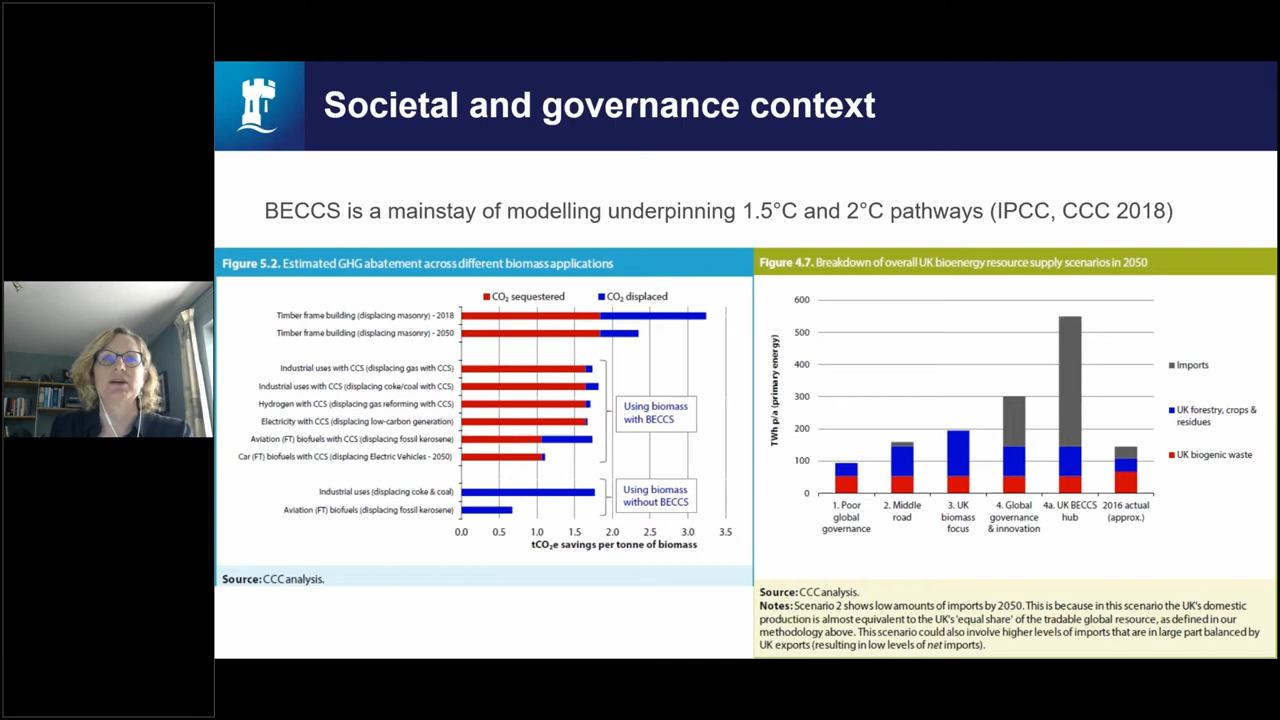 Societal and governance context
BECCS is a mainstay of modelling underpinning 1.5°C and 2°C pathways (IPCC, CCC 2018)
Figure 5.2. Estimated GHG abatement across different biomass applications
CO₂ sequestered CO₂ displaced
Timber frame building (displacing masonry) - 2018
Timber frame building (displacing masonry) - 2050
Industrial uses with CCS (displacing gas with CCS)
Industrial uses with CCS (displacing coke/coal with CCS)
Hydrogen with CCS (displacing gas reforming with CCS)
Electricity with CCS (displacing low-carbon generation)
Aviation (FT) biofuels with CCS (displacing fossil kerosene)
Car (FT) biofuels with CCS (displacing Electric Vehicles - 2050)
Using biomass
with BECCS
Industrial uses (displacing coke & coal)
Aviation (FT) biofuels (displacing fossil kerosene)
Using biomass
without BECCS
0.0 0.5 1.0 1.5 2.0 2.5 3.0 3.5
tCO₂e savings per tonne of biomass
Source: CCC analysis.
Figure 4.7. Breakdown of overall UK bioenergy resource supply scenarios in 2050
TWh p/a (primary energy)
600
500
400
300
200
100
0
1. Poor
global
governance
2. Middle
road
3. UK
biomass
focus
4. Global
governance
& innovation
4a. UK BECCS
hub
2016 actual
(approx.)
Imports
UK forestry, crops &
residues
UK biogenic waste
Source: CCC analysis.
Notes: Scenario 2 shows low amounts of imports by 2050. This is because in this scenario the UK's domestic
production is almost equivalent to the UK's 'equal share' of the tradable global resource, as defined in our
methodology above. This scenario could also involve higher levels of imports that are in large part balanced by
UK exports (resulting in low levels of net imports).